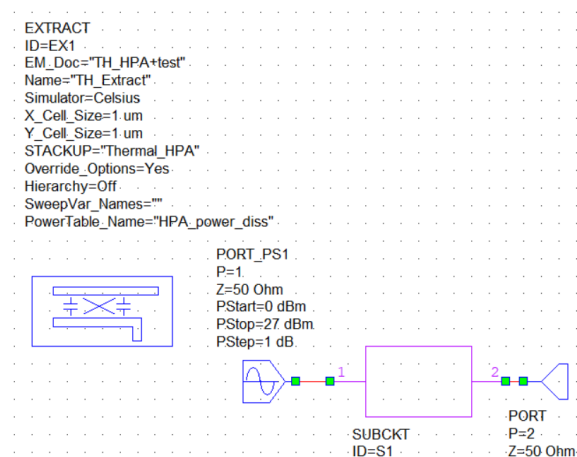 EXTRACT
ID=EX1
EM_Doc="TH_HPA+test"
Name="TH_Extract"
Simulator=Celsius
X_Cell_Size=1 um
Y_Cell_Size=1 um
STACKUP="Thermal_HPA"
Override_Options=Yes
Hierarchy=Off
SweepVar_Names=""
PowerTable_Name="HPA_power_diss"
PORT_PS1
P=1
Z=50 Ohm
PStart=0 dBm
PStop=27 dBm
PStep=1 dB
1
2
SUBCKT
ID=S1
PORT
P=2
Z=50 Ohm